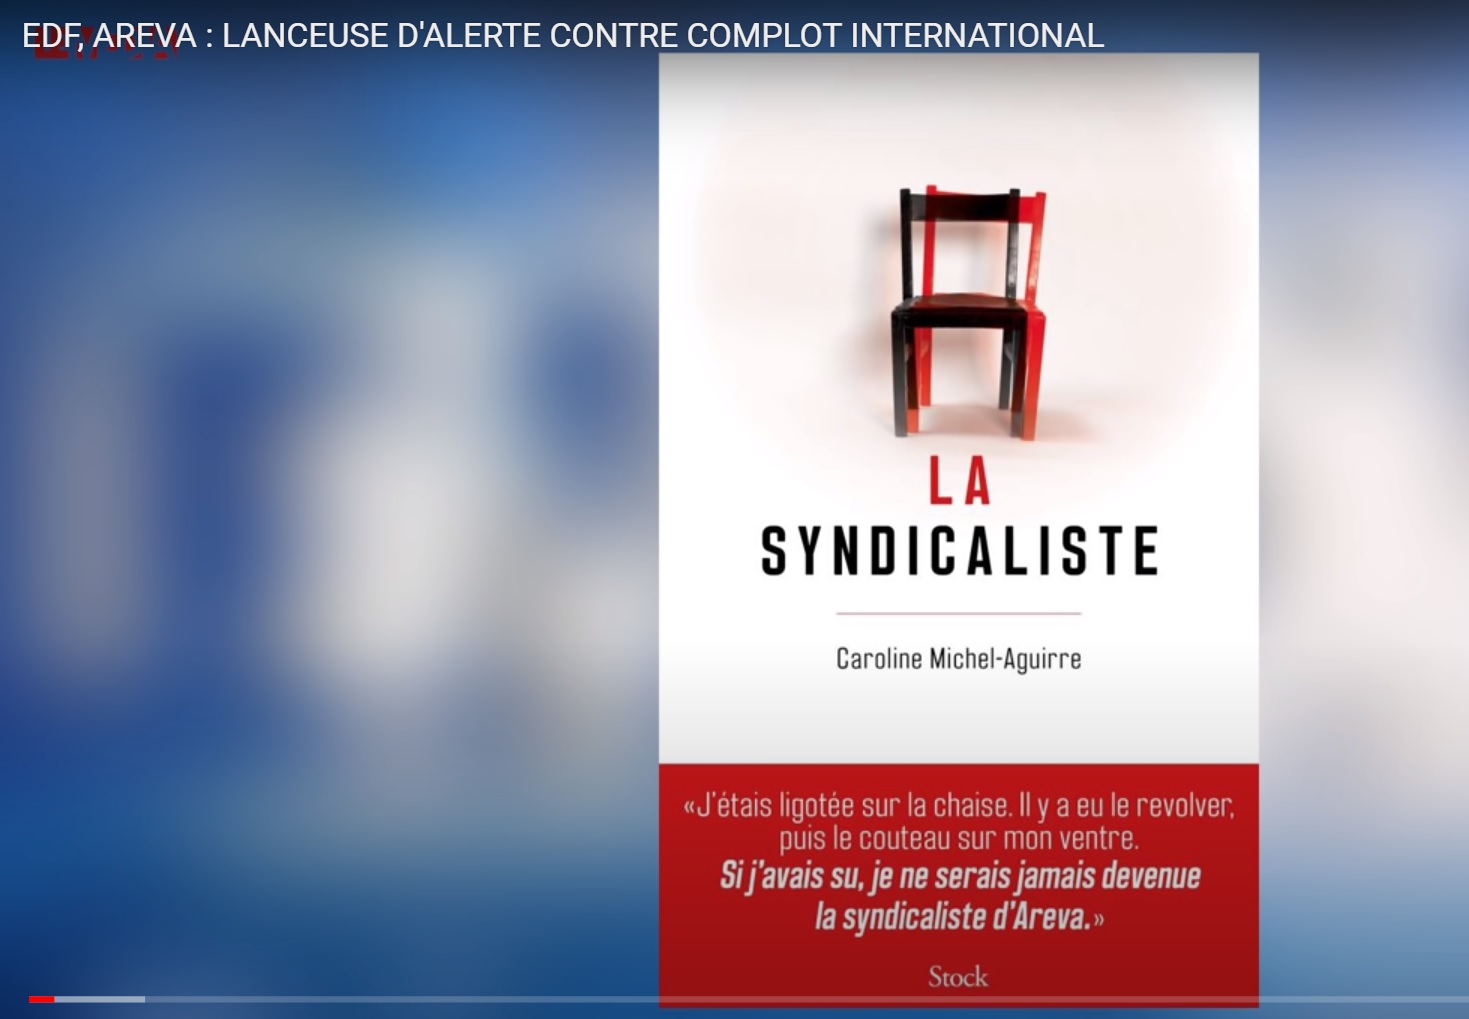 EDF, AREVA : LANCEUSE D'ALERTE CONTRE COMPLOT INTERNATIONAL
LA
SYNDICALISTE
Caroline Michel-Aguirre
«J'étais ligotée sur la chaise. Il y a eu le revolver,
puis le couteau sur mon ventre.
Si j'avais su, je ne serais jamais devenue
la syndicaliste d'Areva.»
Stock